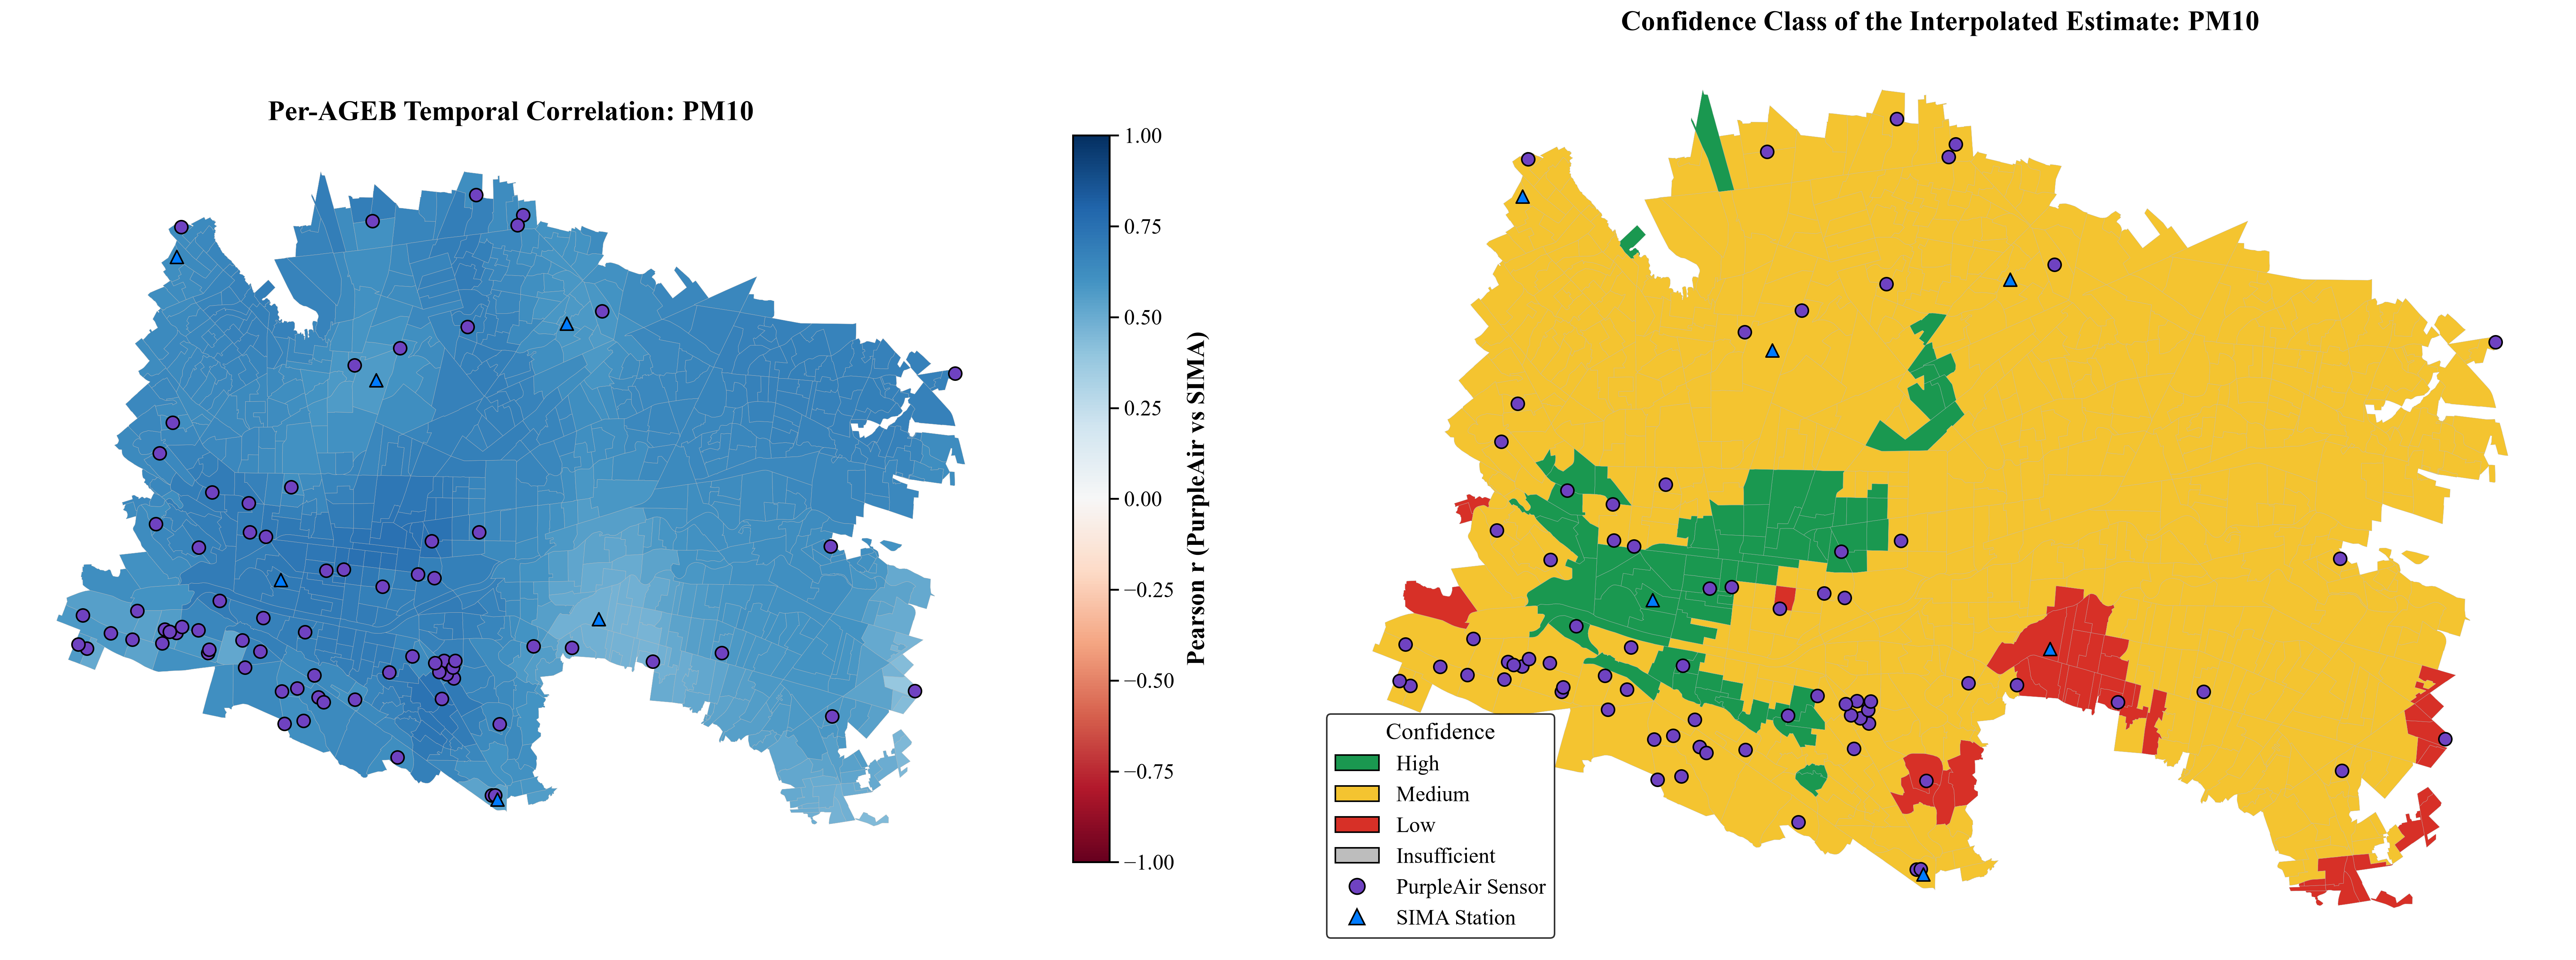 Per-AGEB Temporal Correlation: PM10
1.00
0.75
0.50
0.25
0.00
−0.25
−0.50
−0.75
−1.00
Pearson r (PurpleAir vs SIMA)
Confidence Class of the Interpolated Estimate: PM10
Confidence
High
Medium
Low
Insufficient
PurpleAir Sensor
SIMA Station